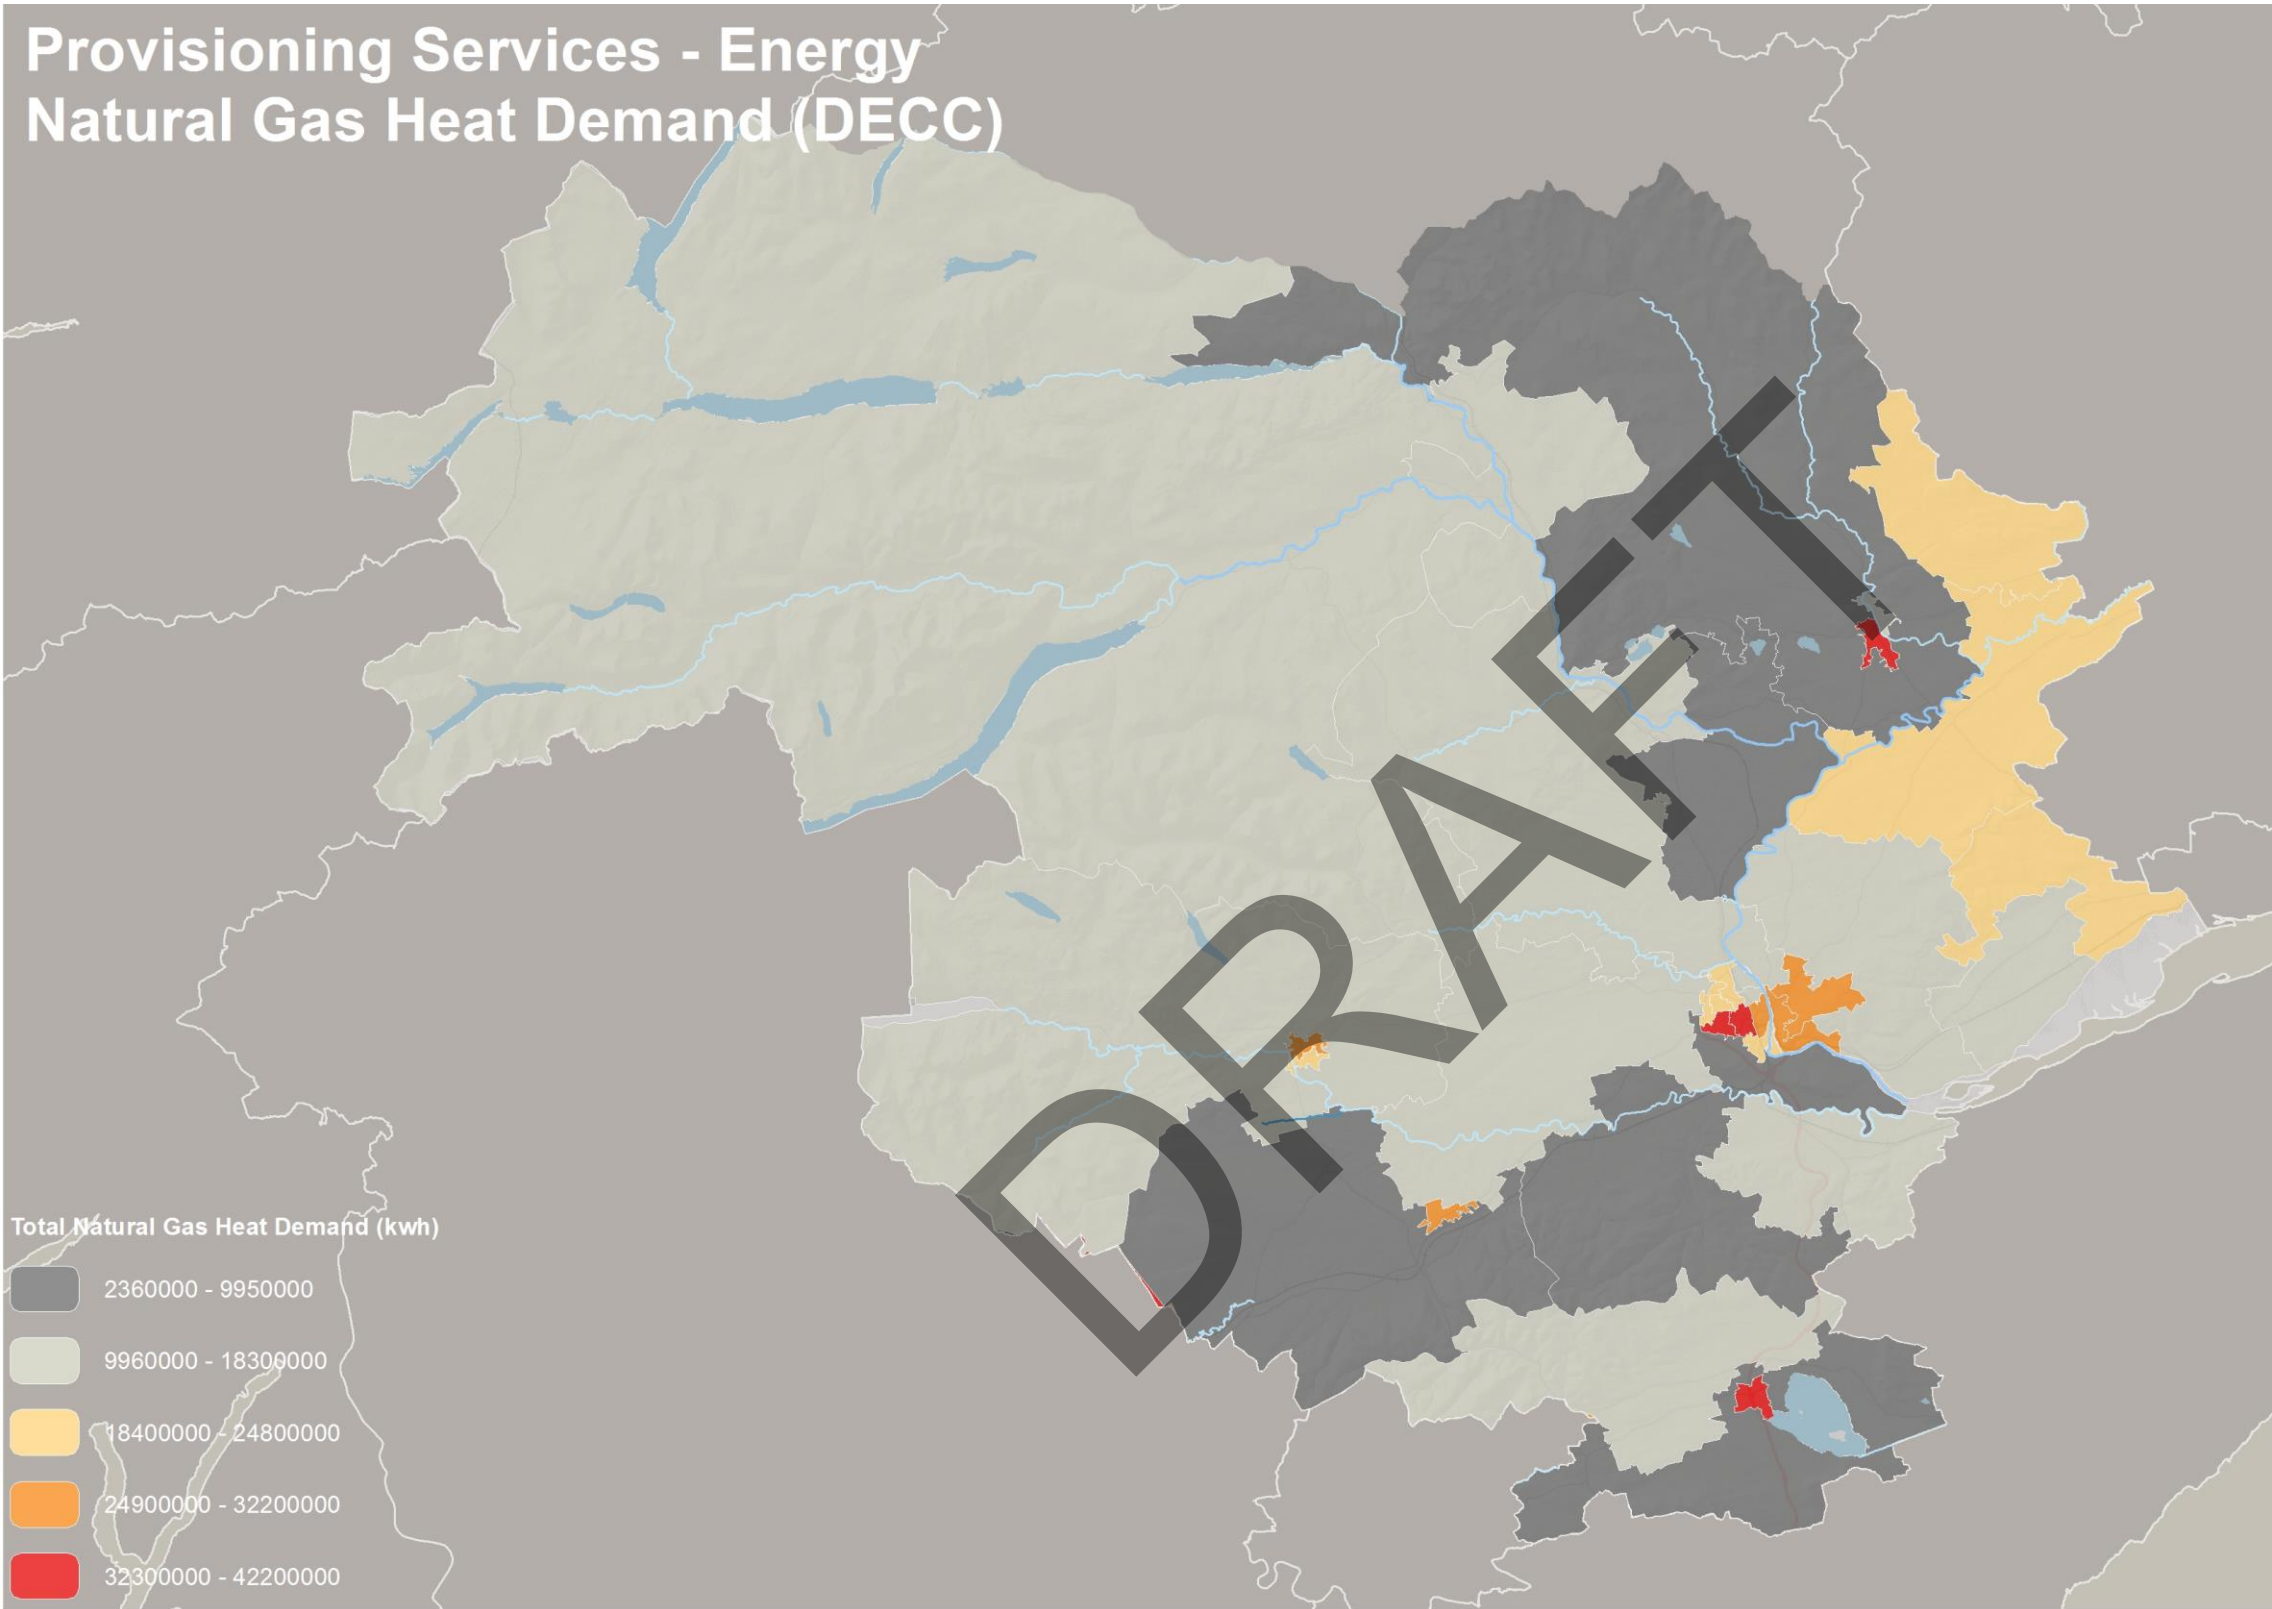 Provisioning Services - Energy
Natural Gas Heat Demand (DECC)
DRAFT
Total Natural Gas Heat Demand (kwh)
2360000 - 9950000
9960000 - 18300000
18400000 - 24800000
24900000 - 32200000
32300000 - 42200000